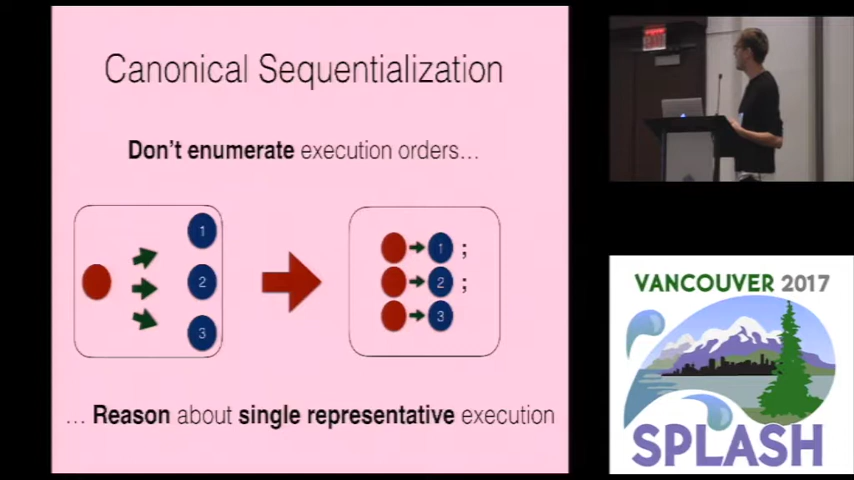 Canonical Sequentialization
Don't enumerate execution orders...
1
2
3
1 ;
2 ;
3
... Reason about single representative execution
VANCOUVER 2017
SPLASH